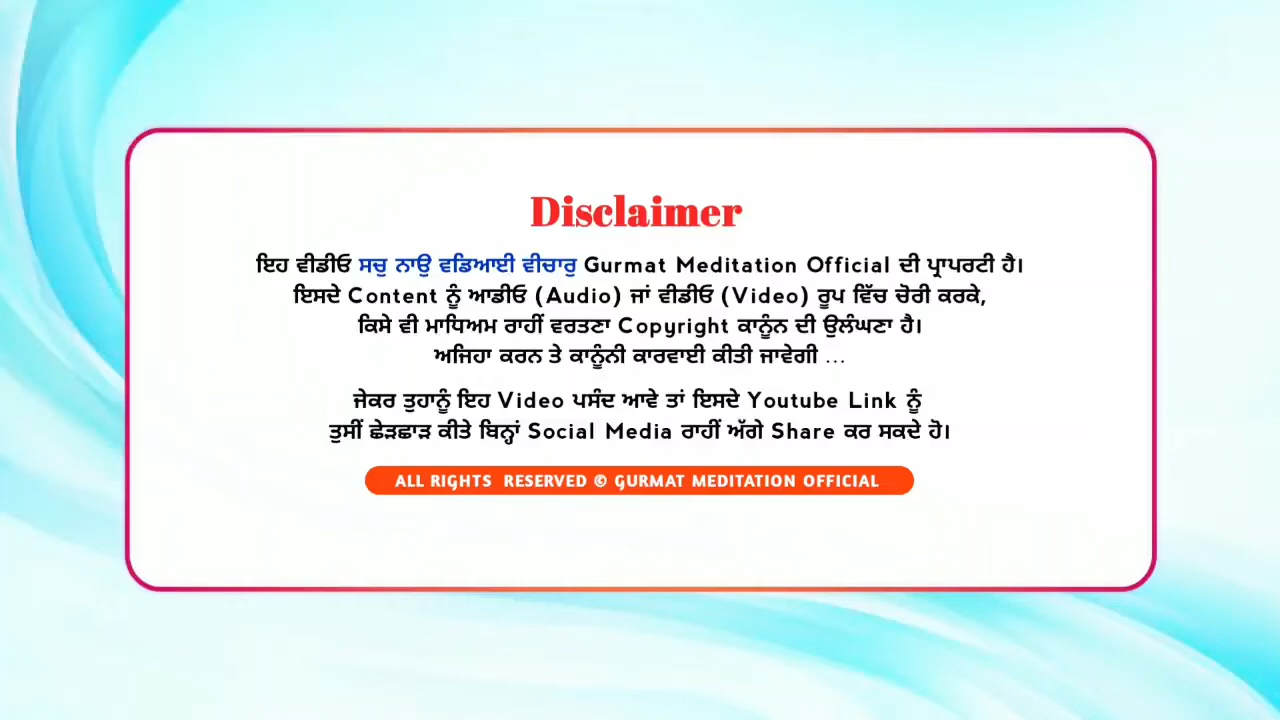 Disclaimer
ਇਹ ਵੀਡੀਓ ਸਚੁ ਨਾਉ ਵਡਿਆਈ ਵੀਚਾਰੁ Gurmat Meditation Official ਦੀ ਪ੍ਰਾਪਰਟੀ ਹੈ।
ਇਸਦੇ Content ਨੂੰ ਆਡੀਓ (Audio) ਜਾਂ ਵੀਡੀਓ (Video) ਰੂਪ ਵਿੱਚ ਚੋਰੀ ਕਰਕੇ,
ਕਿਸੇ ਵੀ ਮਾਧਿਅਮ ਰਾਹੀਂ ਵਰਤਣਾ Copyright ਕਾਨੂੰਨ ਦੀ ਉਲੰਘਣਾ ਹੈ।
ਅਜਿਹਾ ਕਰਨ ਤੇ ਕਾਨੂੰਨੀ ਕਾਰਵਾਈ ਕੀਤੀ ਜਾਵੇਗੀ ...
ਜੇਕਰ ਤੁਹਾਨੂੰ ਇਹ Video ਪਸੰਦ ਆਵੇ ਤਾਂ ਇਸਦੇ Youtube Link ਨੂੰ
ਤੁਸੀਂ ਛੇੜਛਾੜ ਕੀਤੇ ਬਿਨ੍ਹਾਂ Social Media ਰਾਹੀਂ ਅੱਗੇ Share ਕਰ ਸਕਦੇ ਹੋ।
ALL RIGHTS RESERVED © GURMAT MEDITATION OFFICIAL